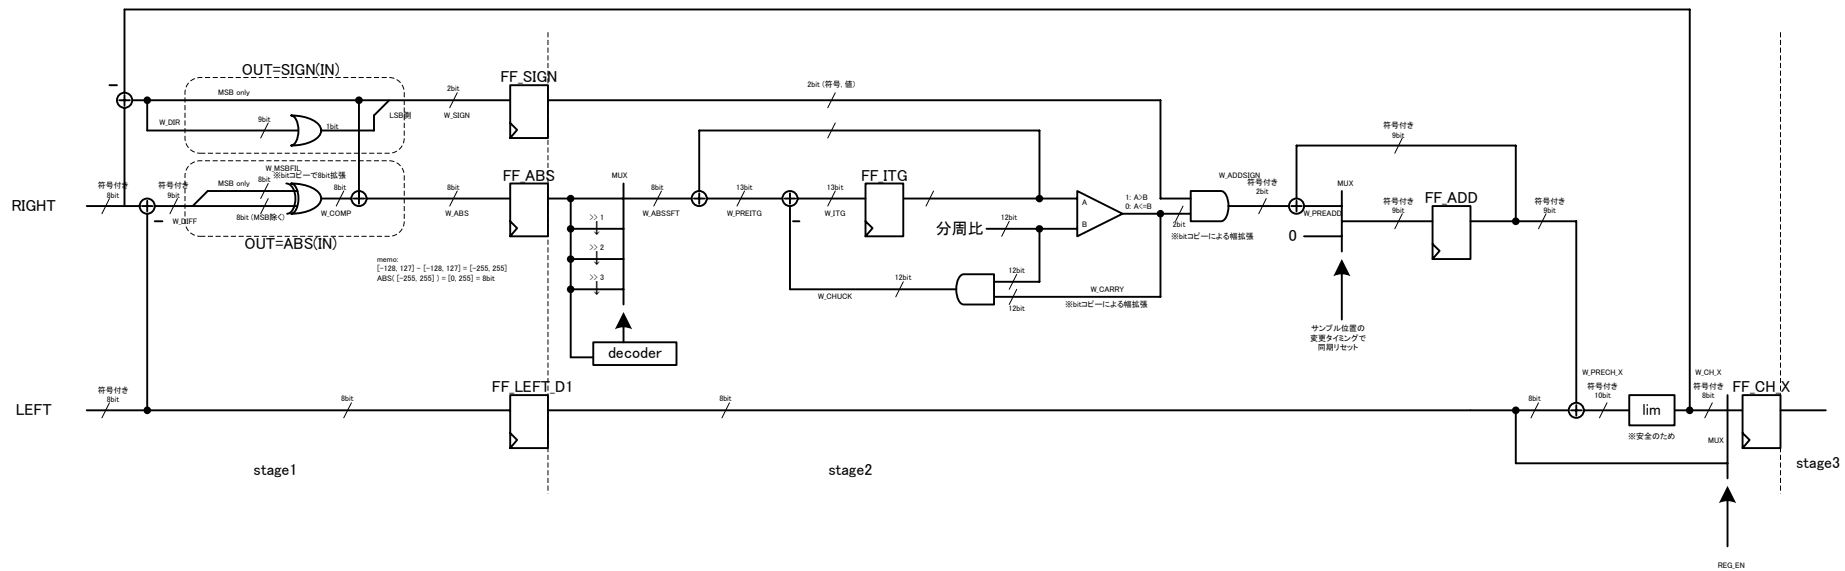 OUT=SIGN(IN)
MSB only
W_DIR
9bit
1bit
LSB側
2bit
W_SIGN
FF_SIGN
2bit (符号, 値)
RIGHT
符号付き
8bit
符号付き
9bit
W_DIFF
W_MSBFIL
※bitコピーで8bit拡張
MSB only
8bit
8bit (MSB除く)
8bit
W_COMP
OUT=ABS(IN)
8bit
W_ABS
FF_ABS
memo:
[-128, 127] - [-128, 127] = [-255, 255]
ABS( [-255, 255] ) = [0, 255] = 8bit
MUX
>> 1
>> 2
>> 3
decoder
8bit
W_ABSSFT
13bit
W_PREITG
13bit
W_ITG
FF_ITG
分周比
12bit
A
B
1: A>B
0: A<=B
12bit
W_CHUCK
12bit
12bit
W_CARRY
※bitコピーによる幅拡張
2bit
※bitコピーによる幅拡張
W_ADDSIGN
符号付き
2bit
W_PREADD
MUX
0
サンプル位置の
変更タイミングで
同期リセット
符号付き
9bit
符号付き
9bit
FF_ADD
符号付き
9bit
LEFT
符号付き
8bit
8bit
FF_LEFT_D1
8bit
8bit
W_PRECH_X
符号付き
10bit
lim
※安全のため
W_CH_X
符号付き
8bit
FF_CH_X
MUX
REG_EN
stage1
stage2
stage3